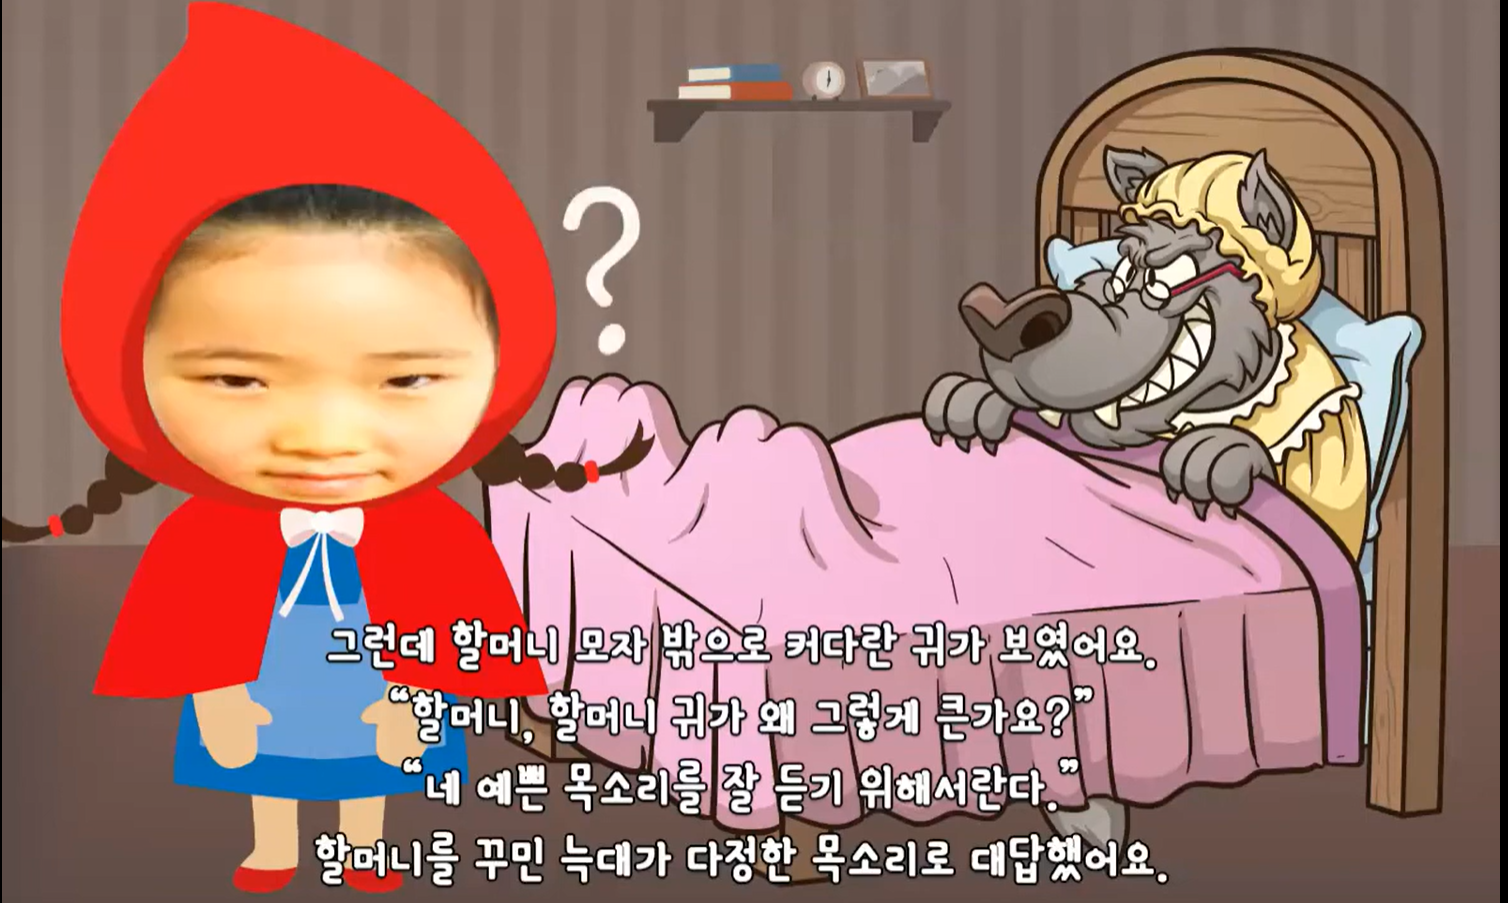 그런데 할머니 모자 밖으로 커다란 귀가 보였어요.
“할머니, 할머니 귀가 왜 그렇게 큰가요?”
“네 예쁜 목소리를 잘 듣기 위해서란다.”
할머니를 꾸민 늑대가 다정한 목소리로 대답했어요.